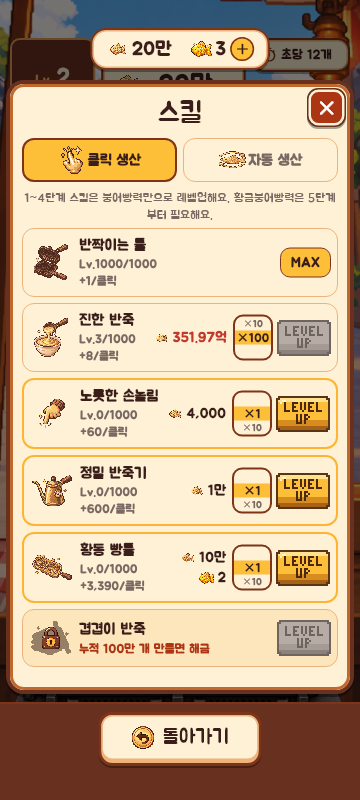 20만
3
초당 12개
스킬
클릭 생산
자동 생산
1~4단계 스킬은 붕어빵력만으로 레벨업해요. 황금붕어빵력은 5단계
부터 필요해요.
반짝이는 틀
Lv.1000/1000
+1/클릭
MAX
진한 반죽
Lv.3/1000
+8/클릭
351.97억
×10
×100
LEVEL
UP
노릇한 손놀림
Lv.0/1000
+60/클릭
4,000
×1
×10
LEVEL
UP
정밀 반죽기
Lv.0/1000
+600/클릭
1만
×1
×10
LEVEL
UP
황동 빵틀
Lv.0/1000
+3,390/클릭
10만
2
×1
×10
LEVEL
UP
겹겹이 반죽
누적 100만 개 만들면 해금
LEVEL
UP
돌아가기